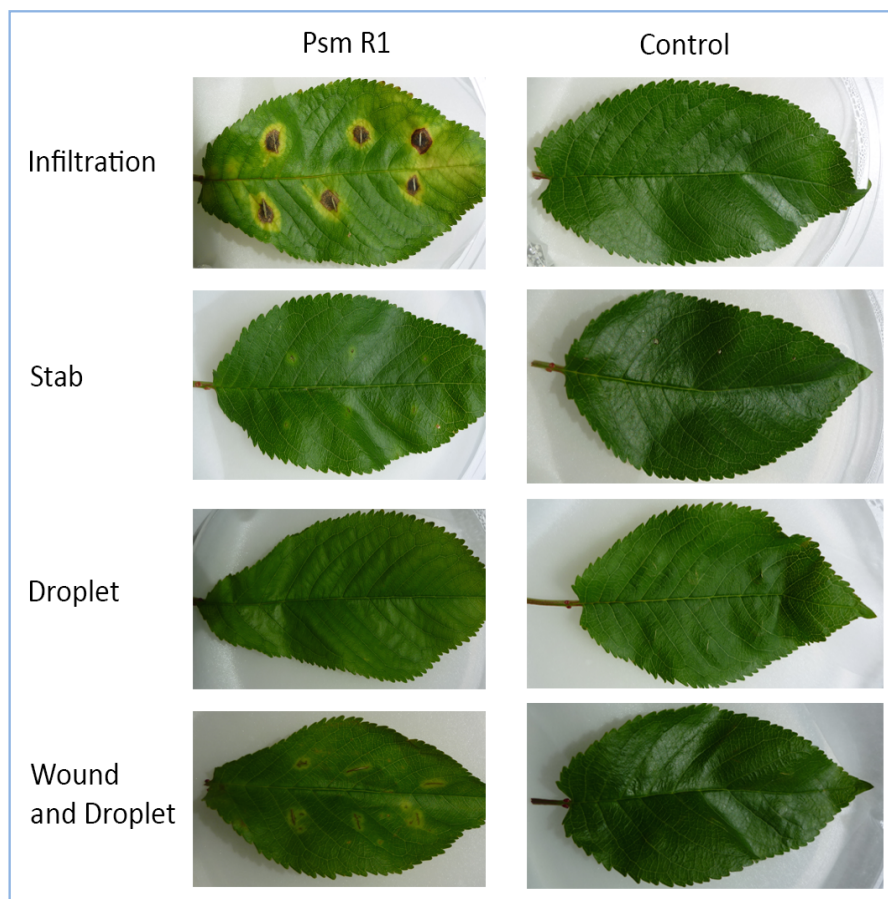 Psm R1 Control
Infiltration
Stab
Droplet
Wound
and Droplet